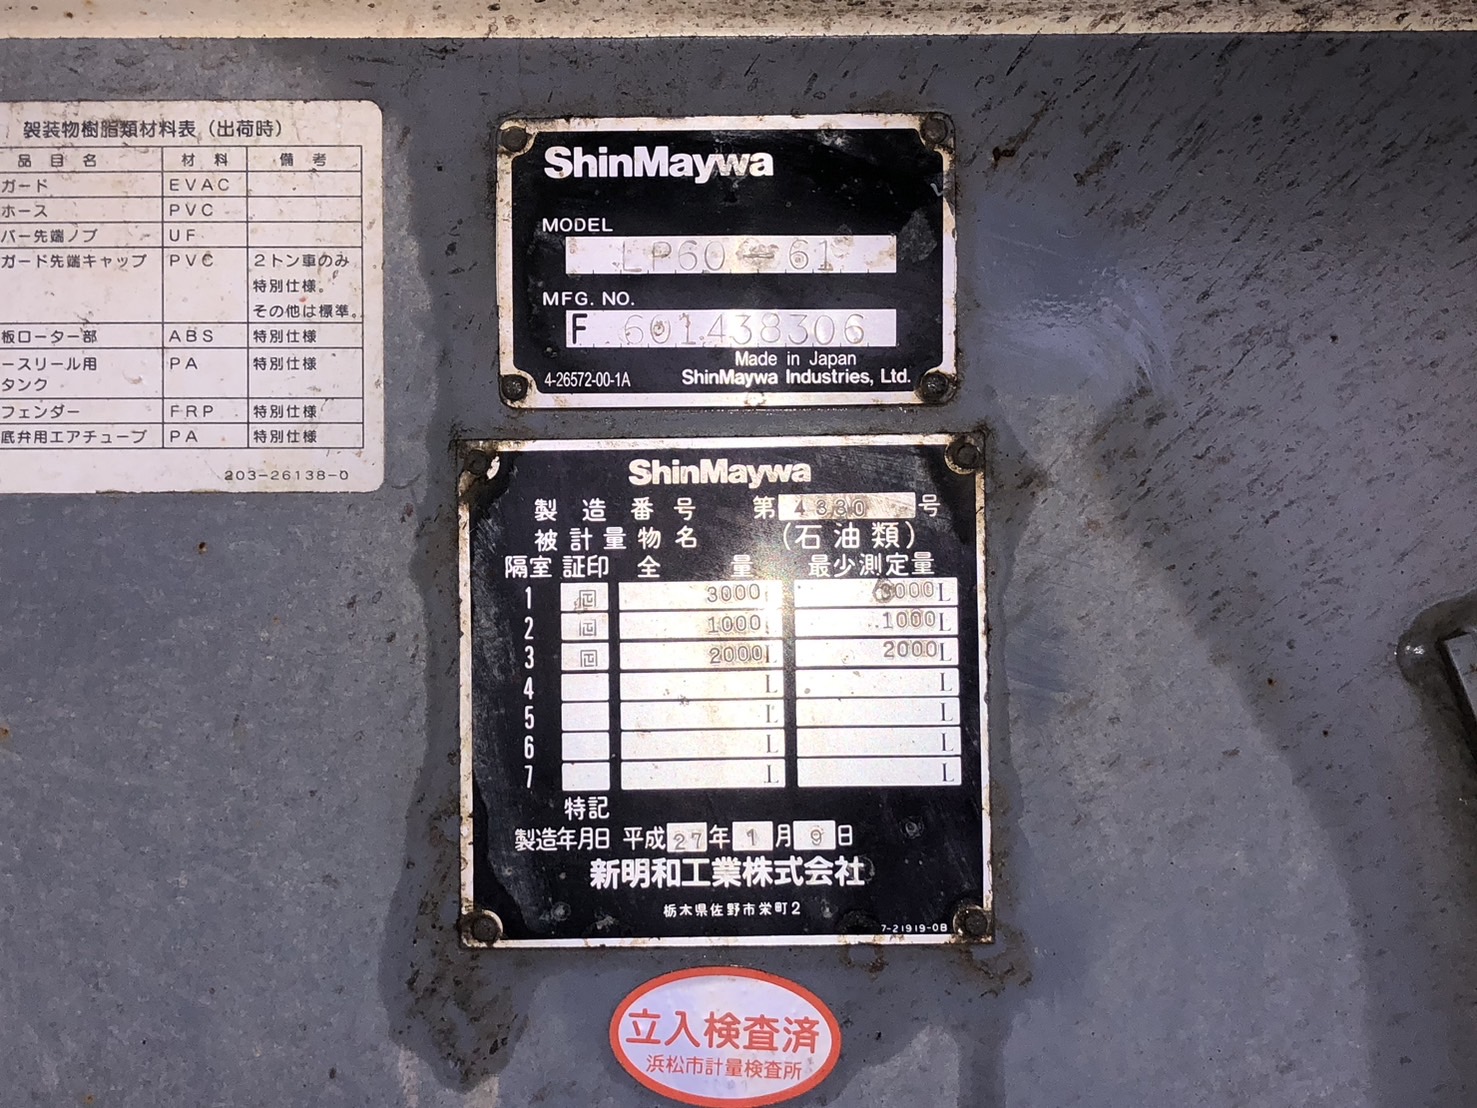 架装物樹脂類材料表（出荷時）
品目名 材料 備考
ガード EVAC
ホース PVC
バー先端ノブ UF
ガード先端キャップ PVC 2トン車のみ
特別仕様。
その他は標準。
板ローター部 ABS 特別仕様
ースリール用
タンク PA 特別仕様
フェンダー FRP 特別仕様
底弁用エアチューブ PA 特別仕様
203-26138-0
ShinMaywa
MODEL
LP60-61
MFG. NO.
F 601438306
Made in Japan
4-26572-00-1A ShinMaywa Industries, Ltd.
ShinMaywa
製造番号 第4330号
被計量物名 (石油類)
隔室 証印 全量 最少測定量
1 3000L 3000L
2 1000L 1000L
3 2000L 2000L
4 L L
5 L L
6 L L
7 L L
特記
製造年月日 平成27年1月9日
新明和工業株式会社
栃木県佐野市栄町2
7-21919-0B
立入検査済
浜松市計量検査所